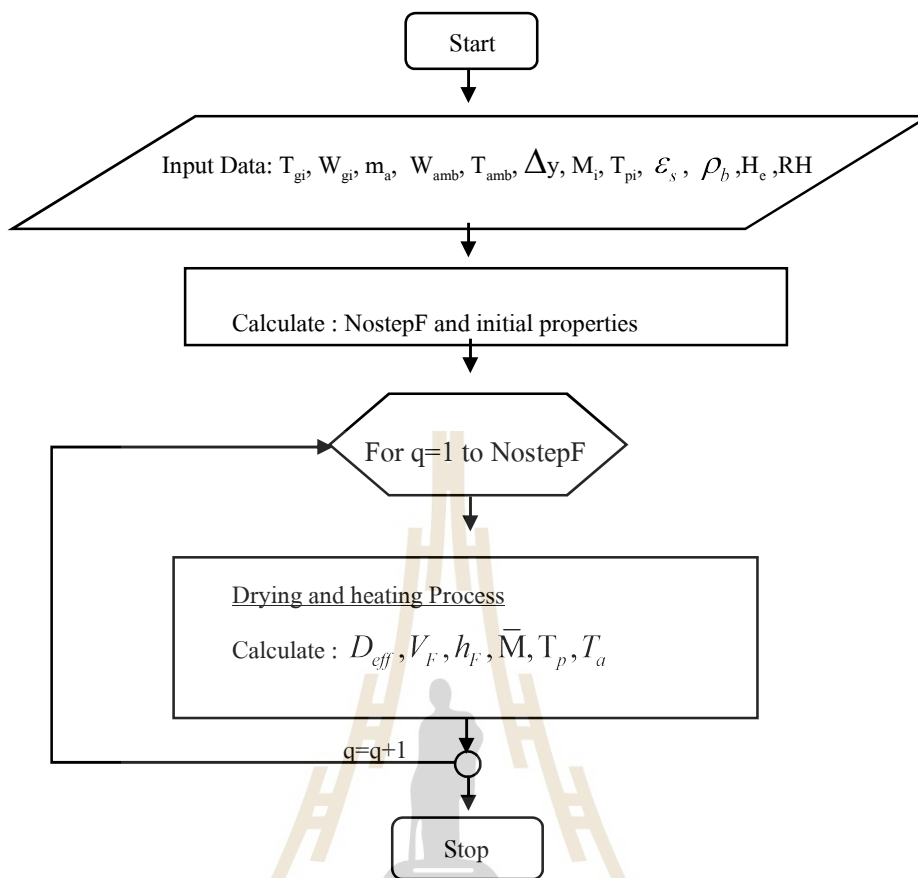 Start
Input Data: T_gi, W_gi, m_a, W_amb, T_amb, Δy, M_i, T_pi, ε_s, ρ_b ,H_e ,RH
Calculate : NostepF and initial properties
For q=1 to NostepF
Drying and heating Process
Calculate : D_eff , V_F , h_F , M̅, T_p , T_a
q=q+1
Stop